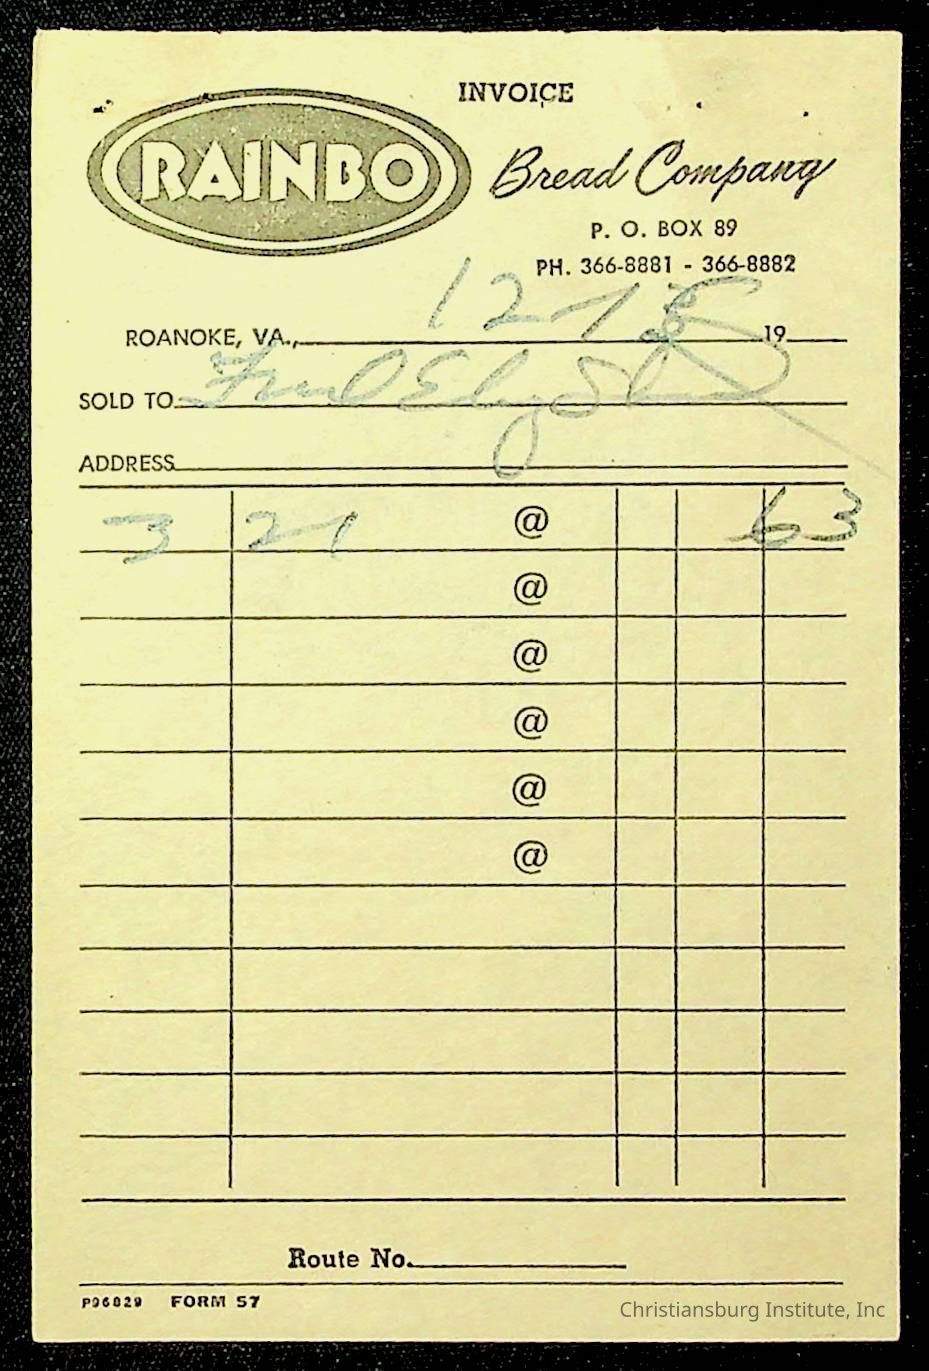 INVOICE
RAINBO
Bread Company
P. O. BOX 89
PH. 366-8881 - 366-8882
ROANOKE, VA., 12-15 19
SOLD TO
ADDRESS
3 21 @ 63
@
@
@
@
@
Route No.
P96829 FORM 57
Christiansburg Institute, Inc